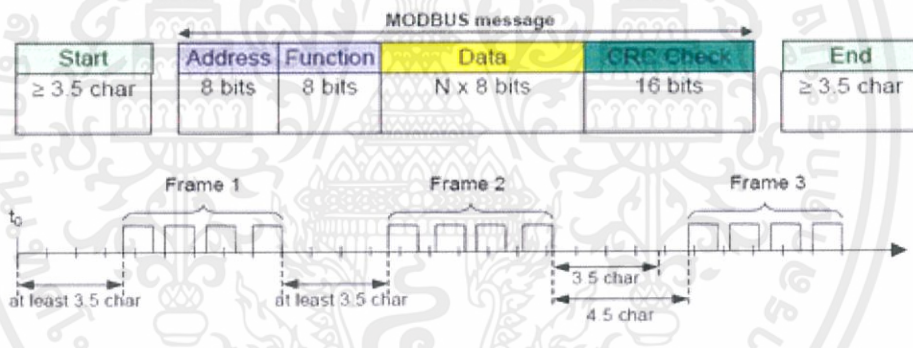 MODBUS message
Start Address Function Data CRC Check End
≥ 3.5 char 8 bits 8 bits N x 8 bits 16 bits ≥ 3.5 char
Frame 1 Frame 2 Frame 3
t0
at least 3.5 char at least 3.5 char 3.5 char
4.5 char